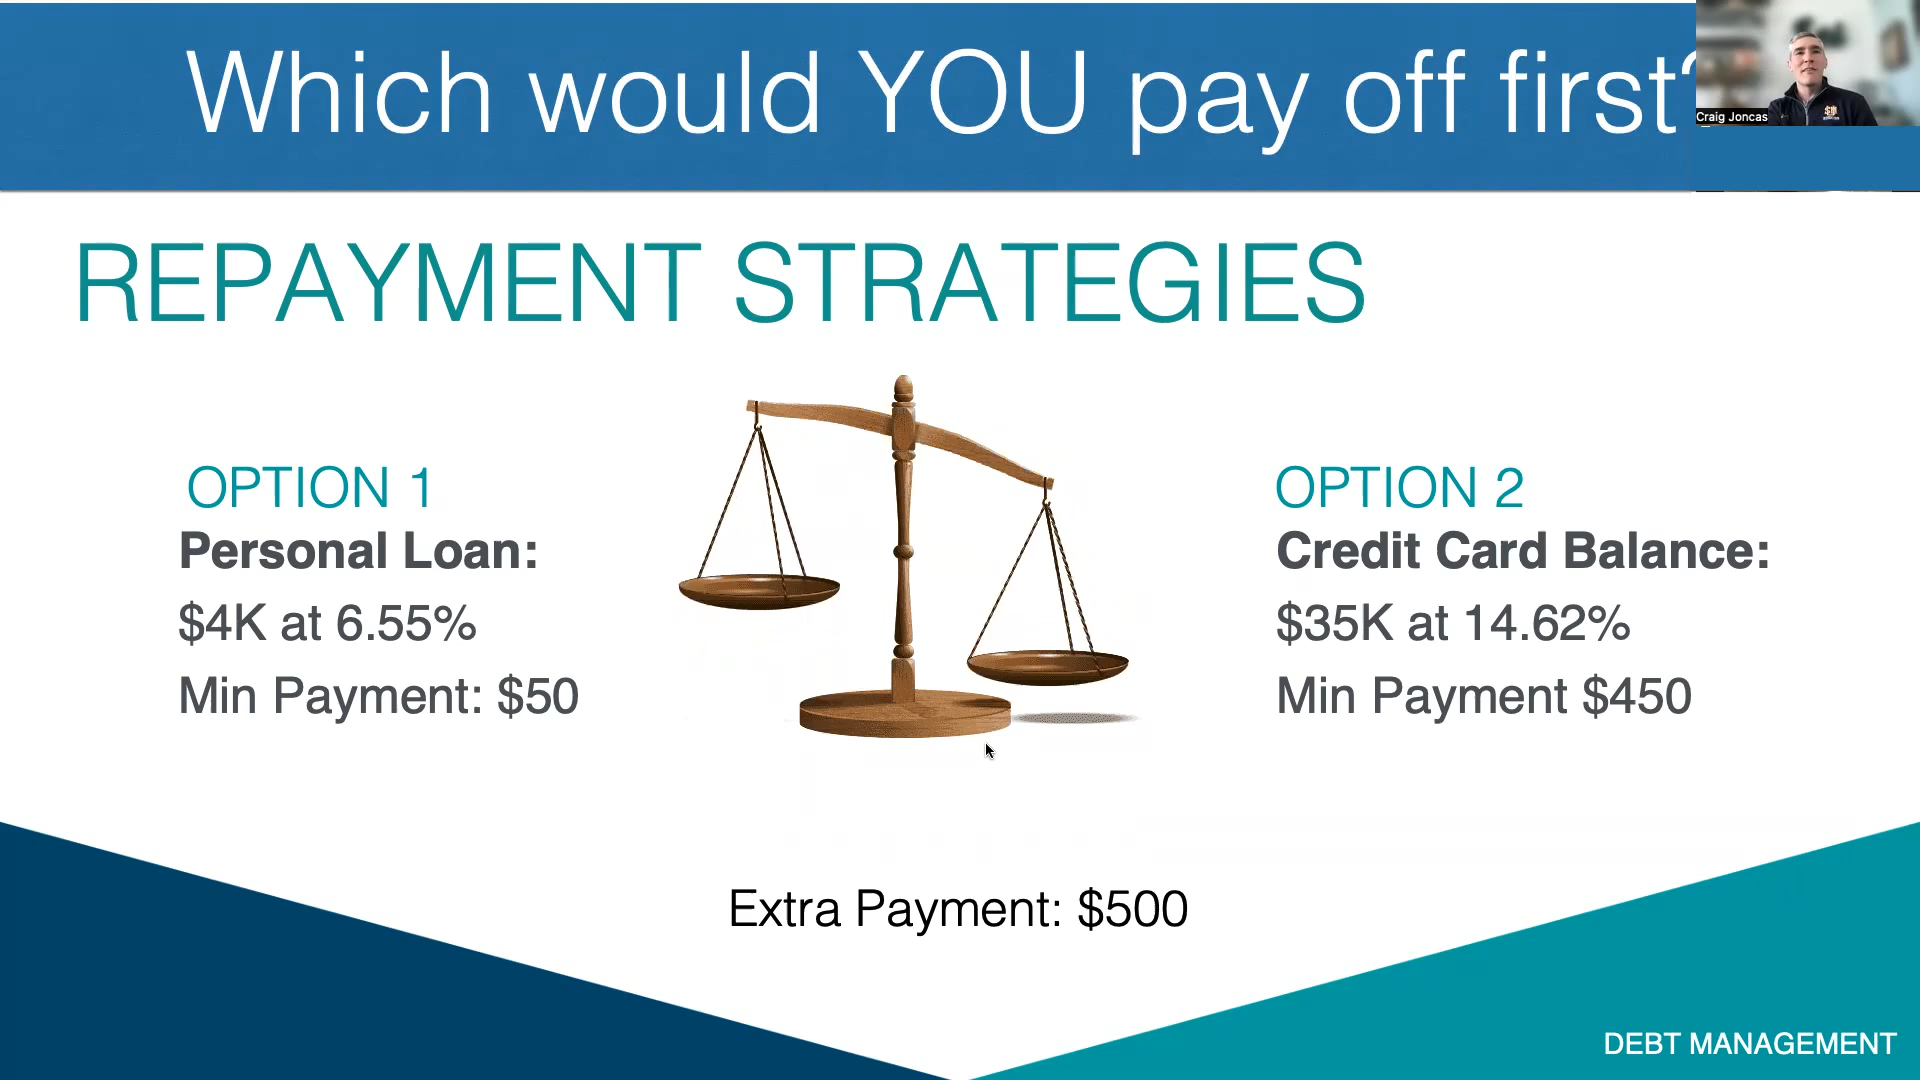 Which would YOU pay off first?
Craig Joncas
REPAYMENT STRATEGIES
OPTION 1
Personal Loan:
$4K at 6.55%
Min Payment: $50
OPTION 2
Credit Card Balance:
$35K at 14.62%
Min Payment $450
Extra Payment: $500
DEBT MANAGEMENT